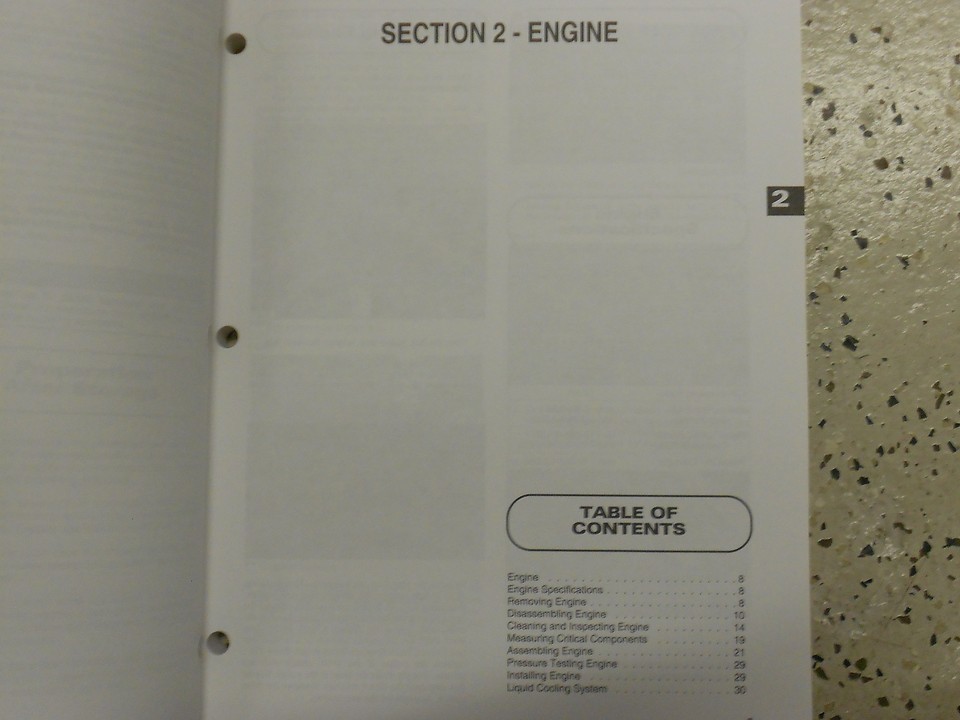 SECTION 2 - ENGINE
2
TABLE OF
CONTENTS
Engine . . . . . . . . . . . . . . . . . . . . . . . . . . 8
Engine Specifications . . . . . . . . . . . . . . . . . . 8
Removing Engine . . . . . . . . . . . . . . . . . . . . 8
Disassembling Engine . . . . . . . . . . . . . . . . . 10
Cleaning and Inspecting Engine . . . . . . . . . . 14
Measuring Critical Components . . . . . . . . . . 19
Assembling Engine . . . . . . . . . . . . . . . . . . . 21
Pressure Testing Engine . . . . . . . . . . . . . . . 29
Installing Engine . . . . . . . . . . . . . . . . . . . . 29
Liquid Cooling System . . . . . . . . . . . . . . . . 30